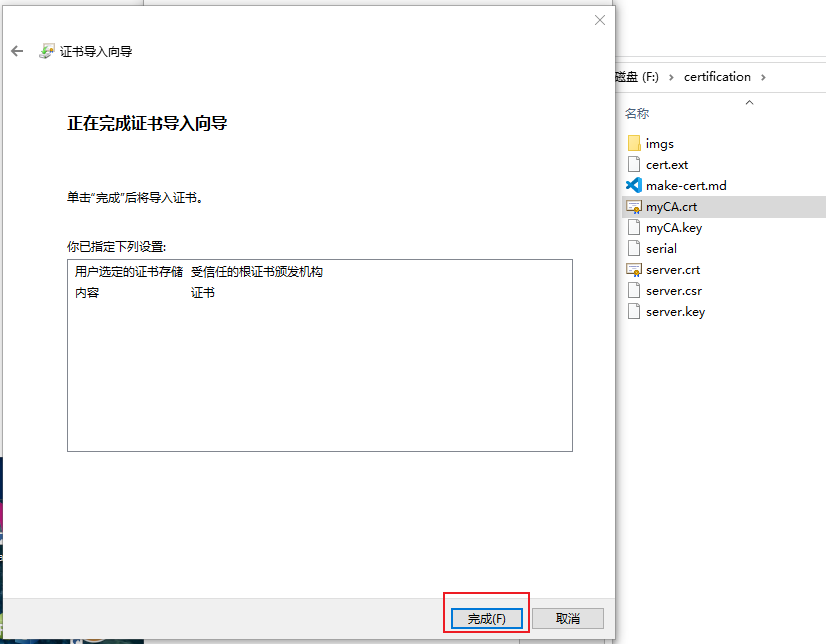 证书导入向导
正在完成证书导入向导
单击“完成”后将导入证书。
你已指定下列设置:
用户选定的证书存储 受信任的根证书颁发机构
内容 证书
完成(F)
取消
磁盘 (F:) › certification ›
名称
imgs
cert.ext
make-cert.md
myCA.crt
myCA.key
serial
server.crt
server.csr
server.key